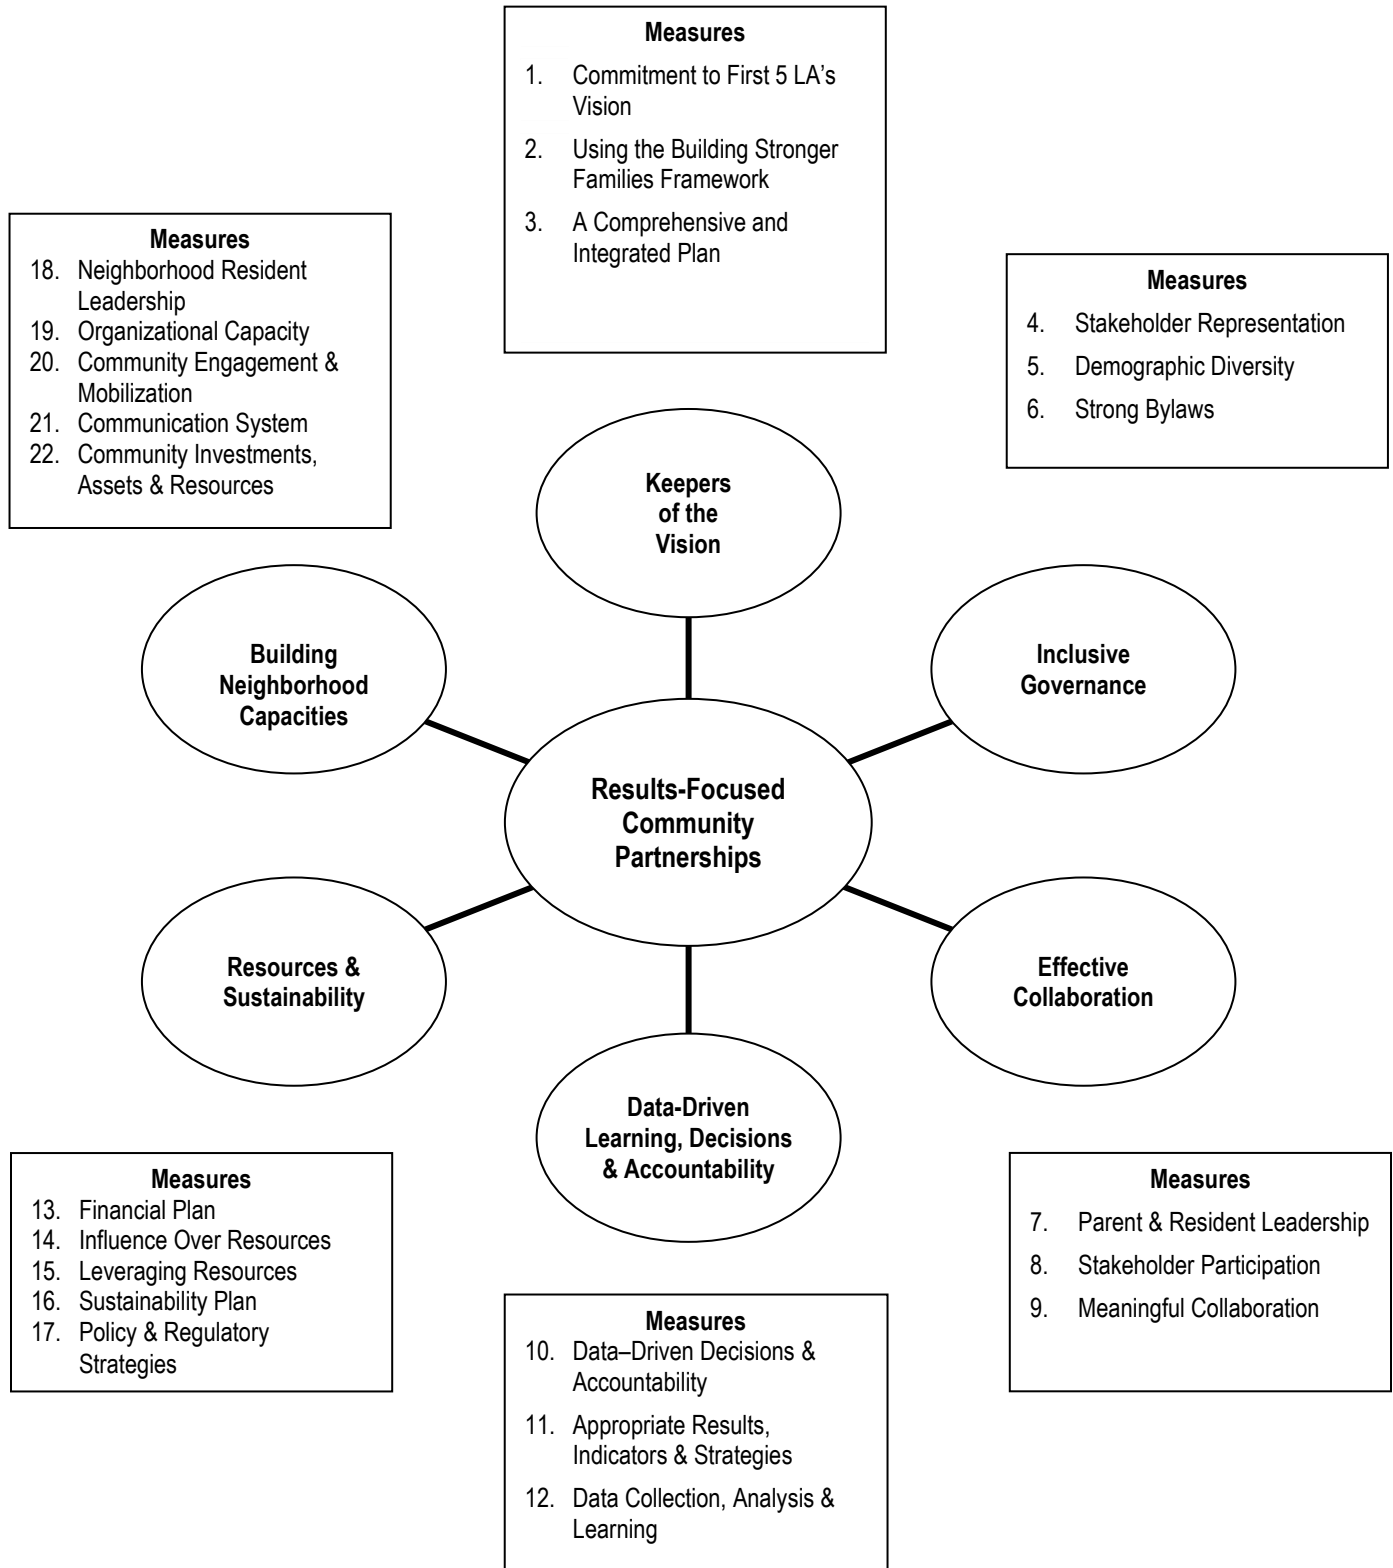 Measures
1. Commitment to First 5 LA's
Vision
2. Using the Building Stronger
Families Framework
3. A Comprehensive and
Integrated Plan
Measures
18. Neighborhood Resident
Leadership
19. Organizational Capacity
20. Community Engagement &
Mobilization
21. Communication System
22. Community Investments,
Assets & Resources
Measures
4. Stakeholder Representation
5. Demographic Diversity
6. Strong Bylaws
Keepers
of the
Vision
Building
Neighborhood
Capacities
Inclusive
Governance
Results-Focused
Community
Partnerships
Resources &
Sustainability
Effective
Collaboration
Data-Driven
Learning, Decisions
& Accountability
Measures
13. Financial Plan
14. Influence Over Resources
15. Leveraging Resources
16. Sustainability Plan
17. Policy & Regulatory
Strategies
Measures
7. Parent & Resident Leadership
8. Stakeholder Participation
9. Meaningful Collaboration
Measures
10. Data–Driven Decisions &
Accountability
11. Appropriate Results,
Indicators & Strategies
12. Data Collection, Analysis &
Learning